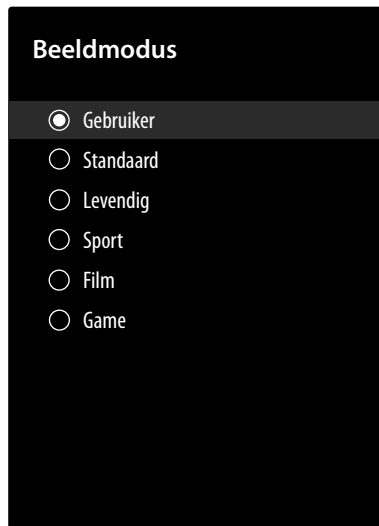 Beeldmodus
Gebruiker
Standaard
Levendig
Sport
Film
Game